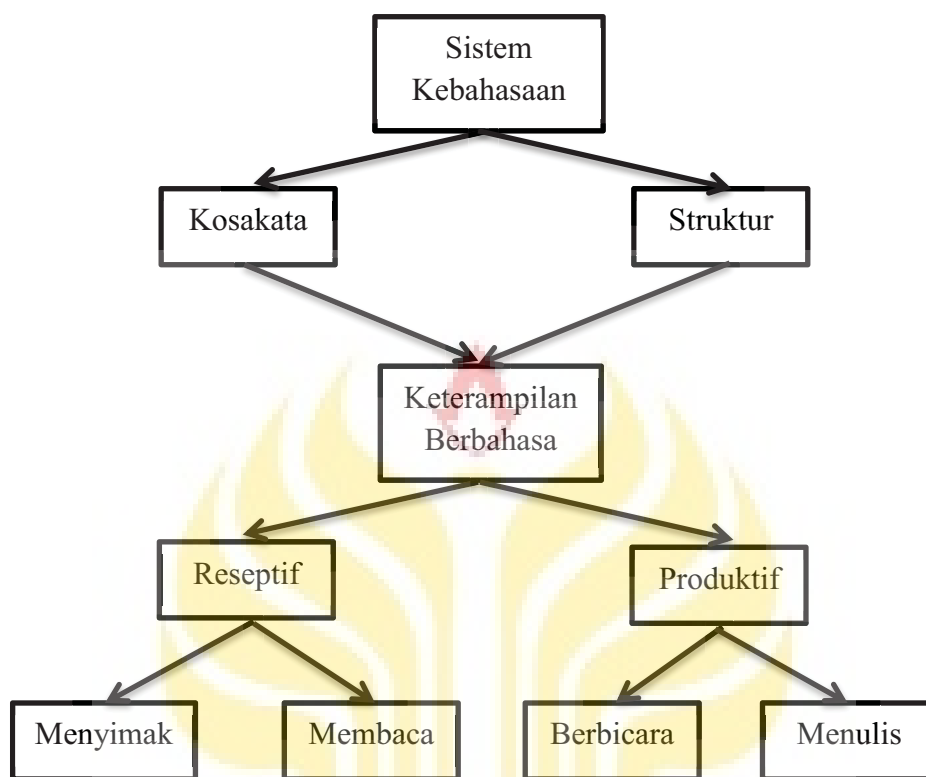 Sistem
Kebahasaan
Kosakata
Struktur
Keterampilan
Berbahasa
Reseptif
Produktif
Menyimak
Membaca
Berbicara
Menulis